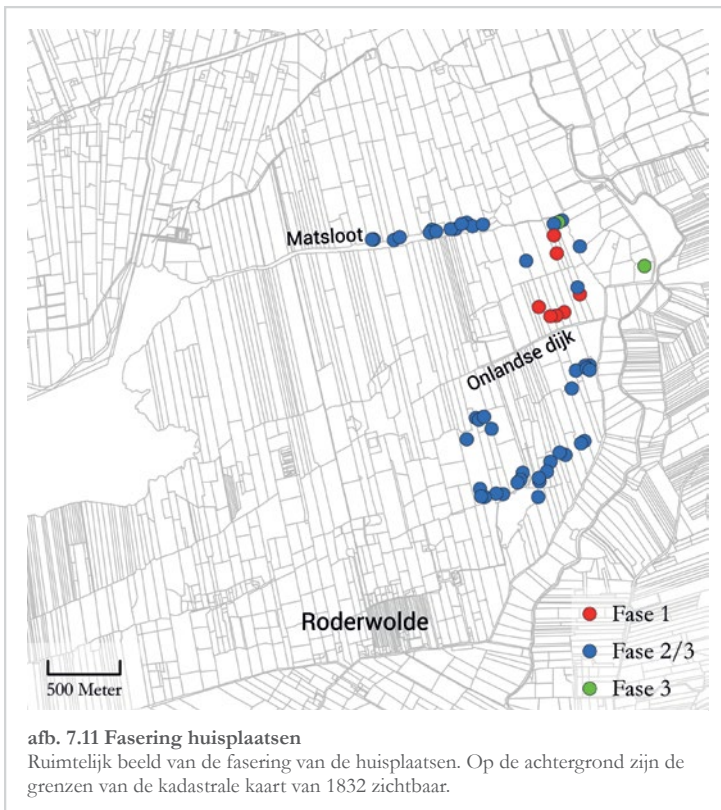 Matsloot
Onlandse dijk
Roderwolde
500 Meter
Fase 1
Fase 2/3
Fase 3
afb. 7.11 Fasering huisplaatsen
Ruimtelijk beeld van de fasering van de huisplaatsen. Op de achtergrond zijn de
grenzen van de kadastrale kaart van 1832 zichtbaar.